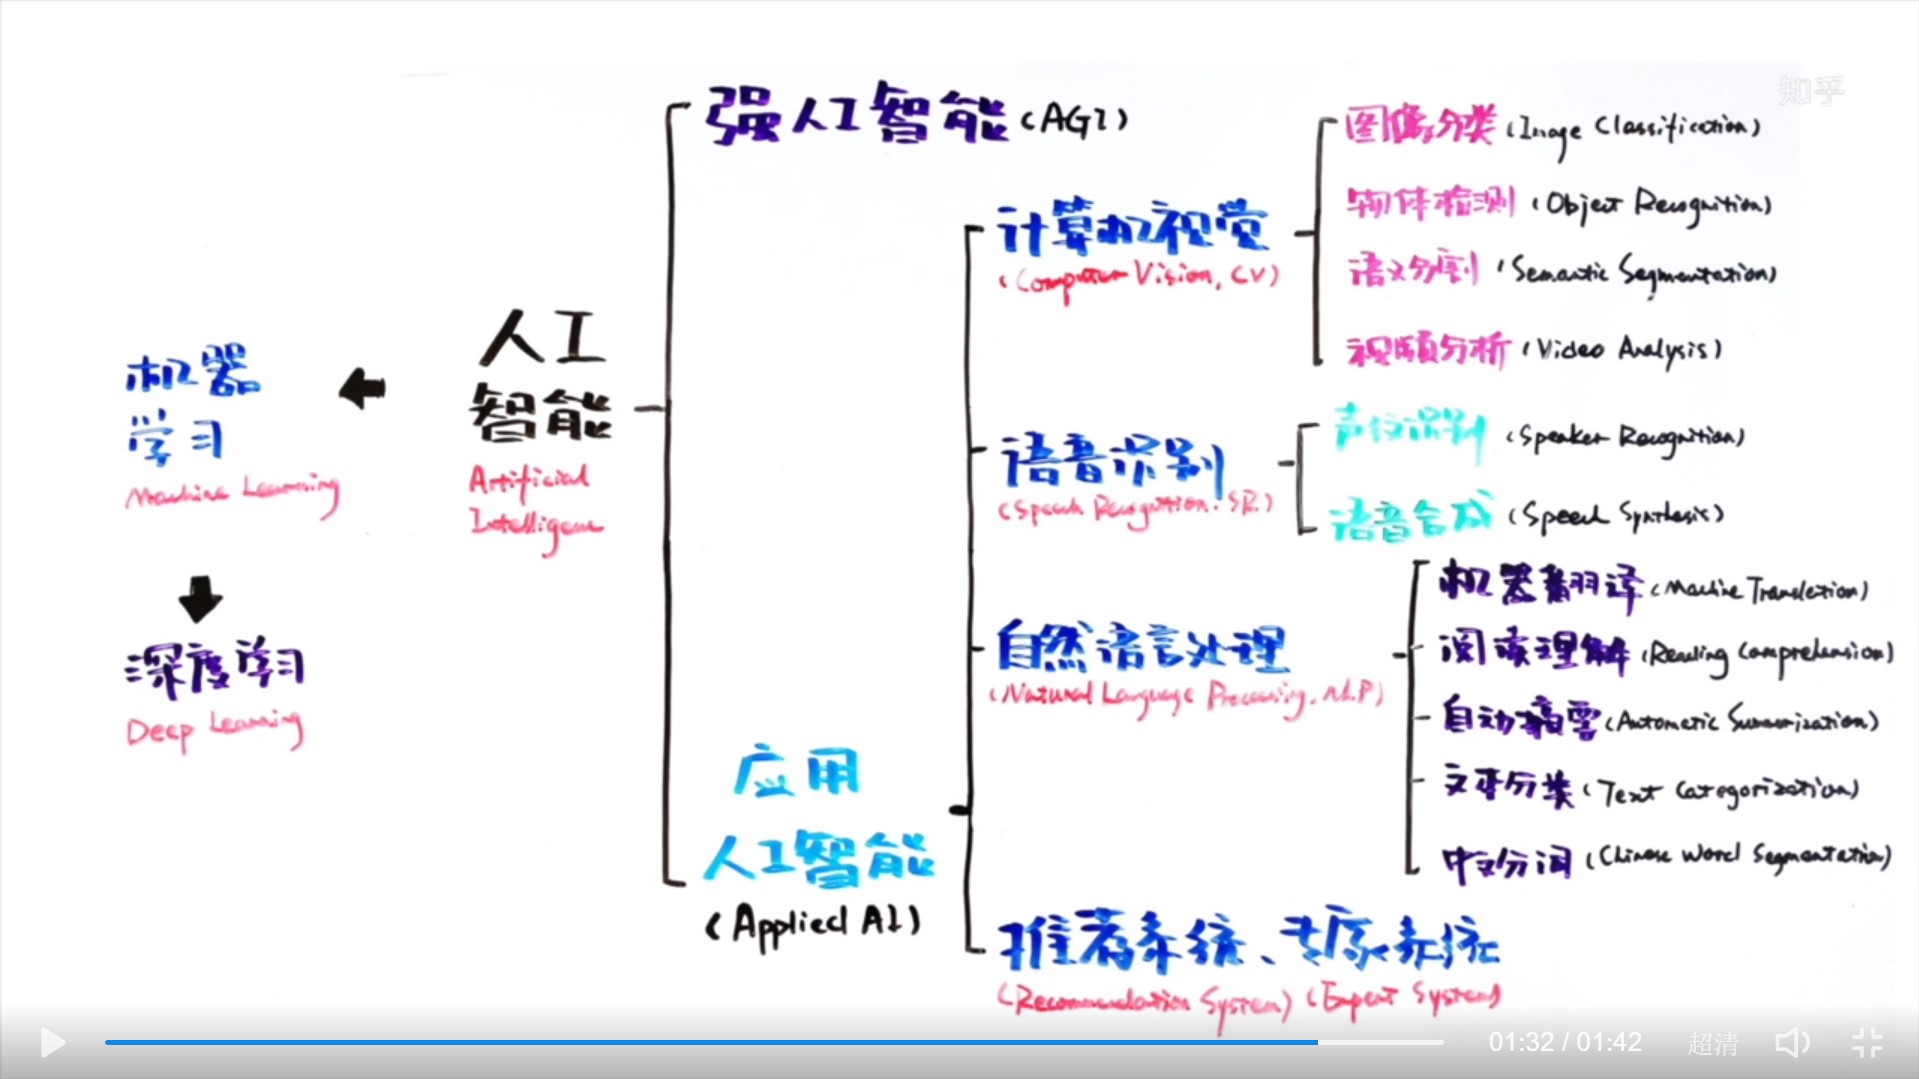 知乎
强人工智能 (AGI)
图像分类 (Image Classification)
物体检测 (Object Recognition)
计算机视觉
(Computer Vision, CV)
语义分割 (Semantic Segmentation)
视频分析 (Video Analysis)
人工
智能
Artificial
Intelligence
机器
学习
Machine Learning
深度学习
Deep Learning
语音识别
(Speech Recognition. SR.)
声纹识别 (Speaker Recognition)
语音合成 (Speech Synthesis)
自然语言处理
(Natural Language Processing, NLP)
机器翻译 (Machine Translation)
阅读理解 (Reading Comprehension)
自动摘要 (Automatic Summarization)
文本分类 (Text Categorization)
中文分词 (Chinese Word Segmentation)
应用
人工智能
(Applied AI)
推荐系统、专家系统
(Recommendation System) (Expert System)
01:32 / 01:42 超清